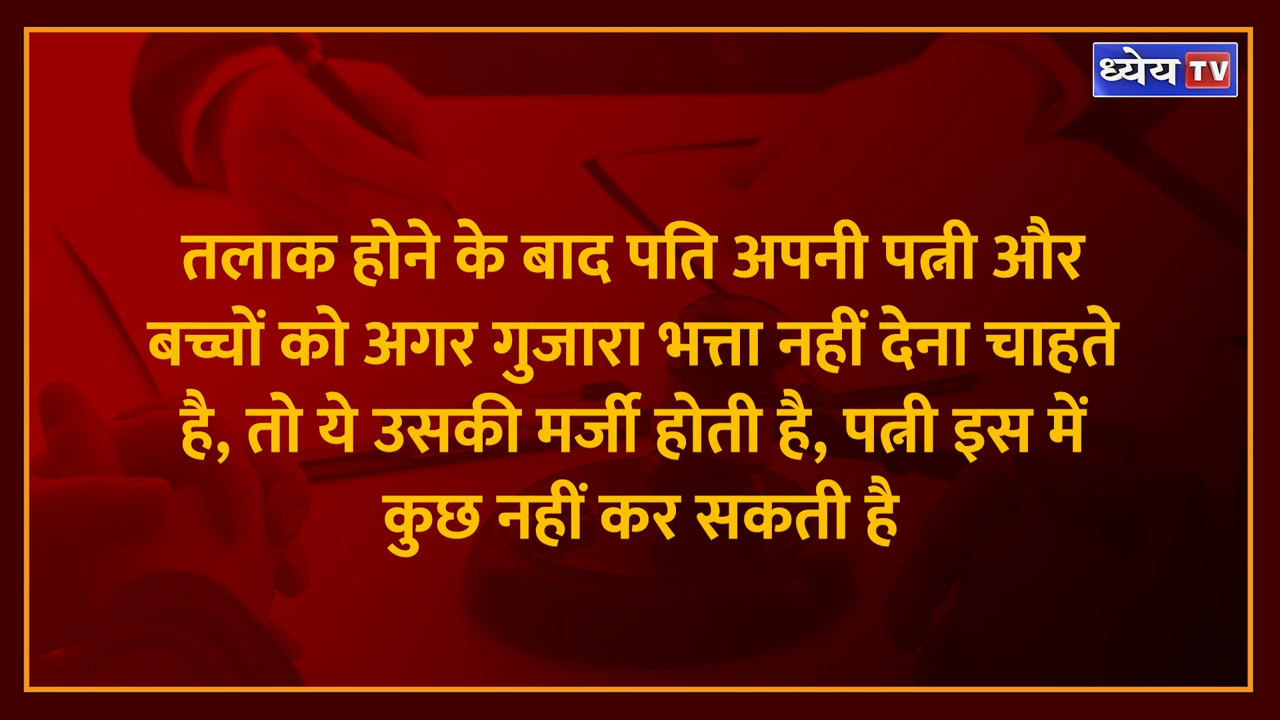 ध्येय TV
तलाक होने के बाद पति अपनी पत्नी और
बच्चों को अगर गुजारा भत्ता नहीं देना चाहते
है, तो ये उसकी मर्जी होती है, पत्नी इस में
कुछ नहीं कर सकती है